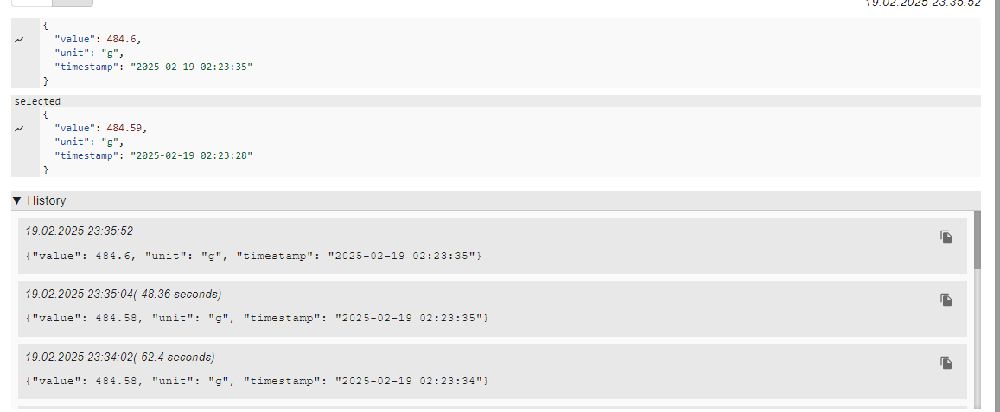 19.02.2025 23:35:52
{
"value": 484.6,
"unit": "g",
"timestamp": "2025-02-19 02:23:35"
}
selected
{
"value": 484.59,
"unit": "g",
"timestamp": "2025-02-19 02:23:28"
}
▼ History
19.02.2025 23:35:52
{"value": 484.6, "unit": "g", "timestamp": "2025-02-19 02:23:35"}
19.02.2025 23:35:04(-48.36 seconds)
{"value": 484.58, "unit": "g", "timestamp": "2025-02-19 02:23:35"}
19.02.2025 23:34:02(-62.4 seconds)
{"value": 484.58, "unit": "g", "timestamp": "2025-02-19 02:23:34"}